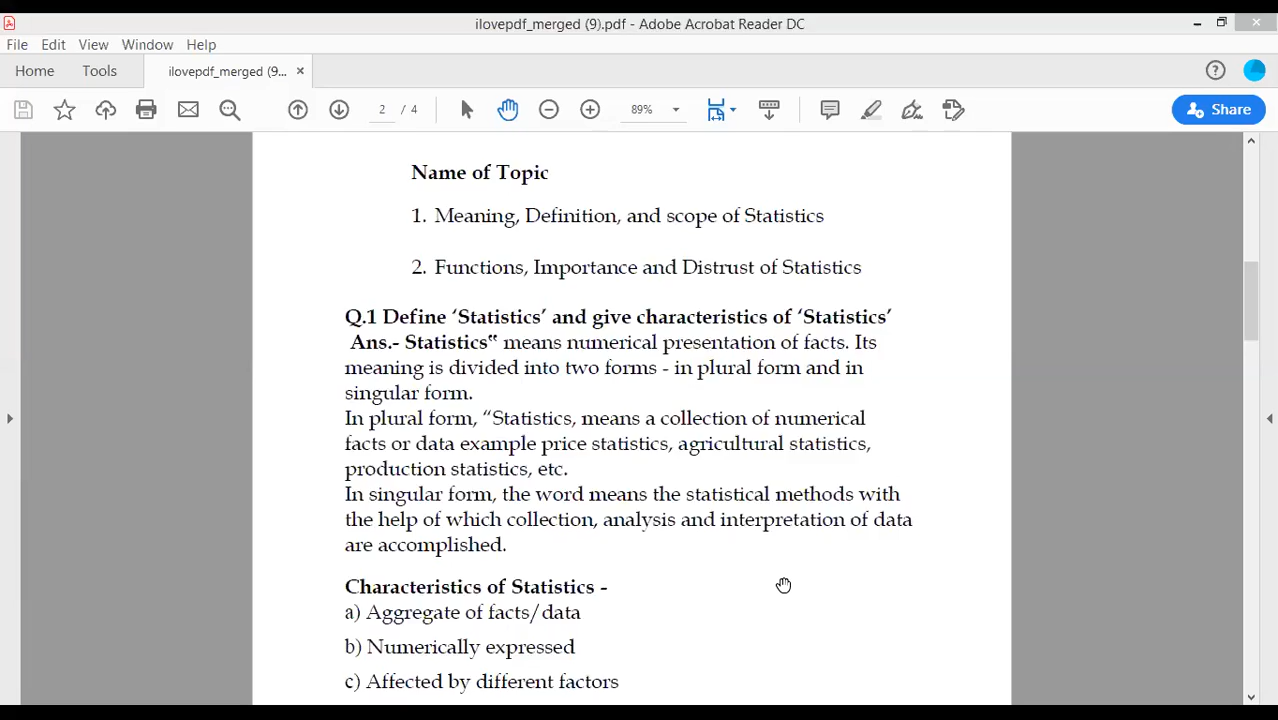 ilovepdf_merged (9).pdf - Adobe Acrobat Reader DC
File Edit View Window Help
Home Tools ilovepdf_merged (9... ×
2 / 4 89% Share
Name of Topic
1. Meaning, Definition, and scope of Statistics
2. Functions, Importance and Distrust of Statistics
Q.1 Define ‘Statistics’ and give characteristics of ‘Statistics’
Ans.- Statistics‟ means numerical presentation of facts. Its
meaning is divided into two forms - in plural form and in
singular form.
In plural form, “Statistics, means a collection of numerical
facts or data example price statistics, agricultural statistics,
production statistics, etc.
In singular form, the word means the statistical methods with
the help of which collection, analysis and interpretation of data
are accomplished.
Characteristics of Statistics -
a) Aggregate of facts/data
b) Numerically expressed
c) Affected by different factors